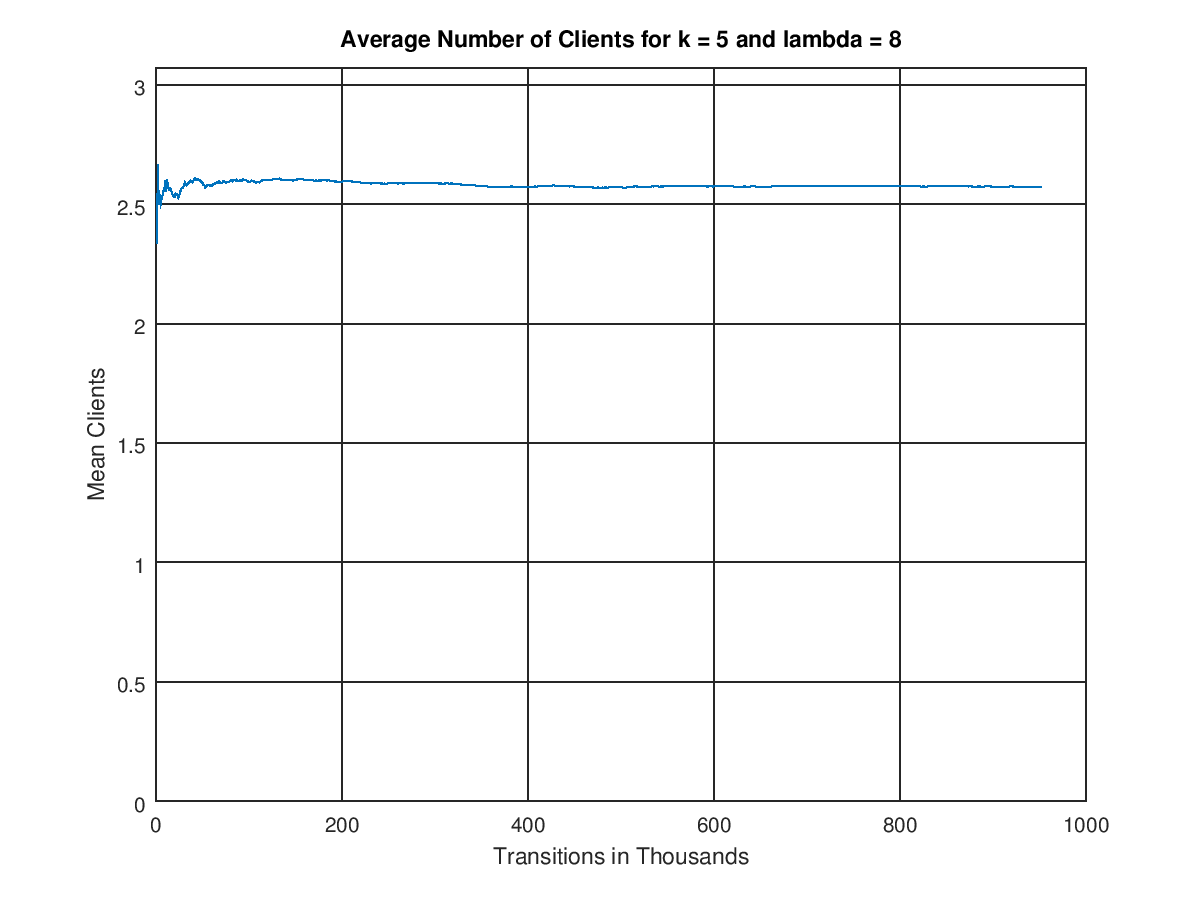 Average Number of Clients for k = 5 and lambda = 8
3
2.5
2
1.5
1
0.5
0
Mean Clients
0 200 400 600 800 1000
Transitions in Thousands